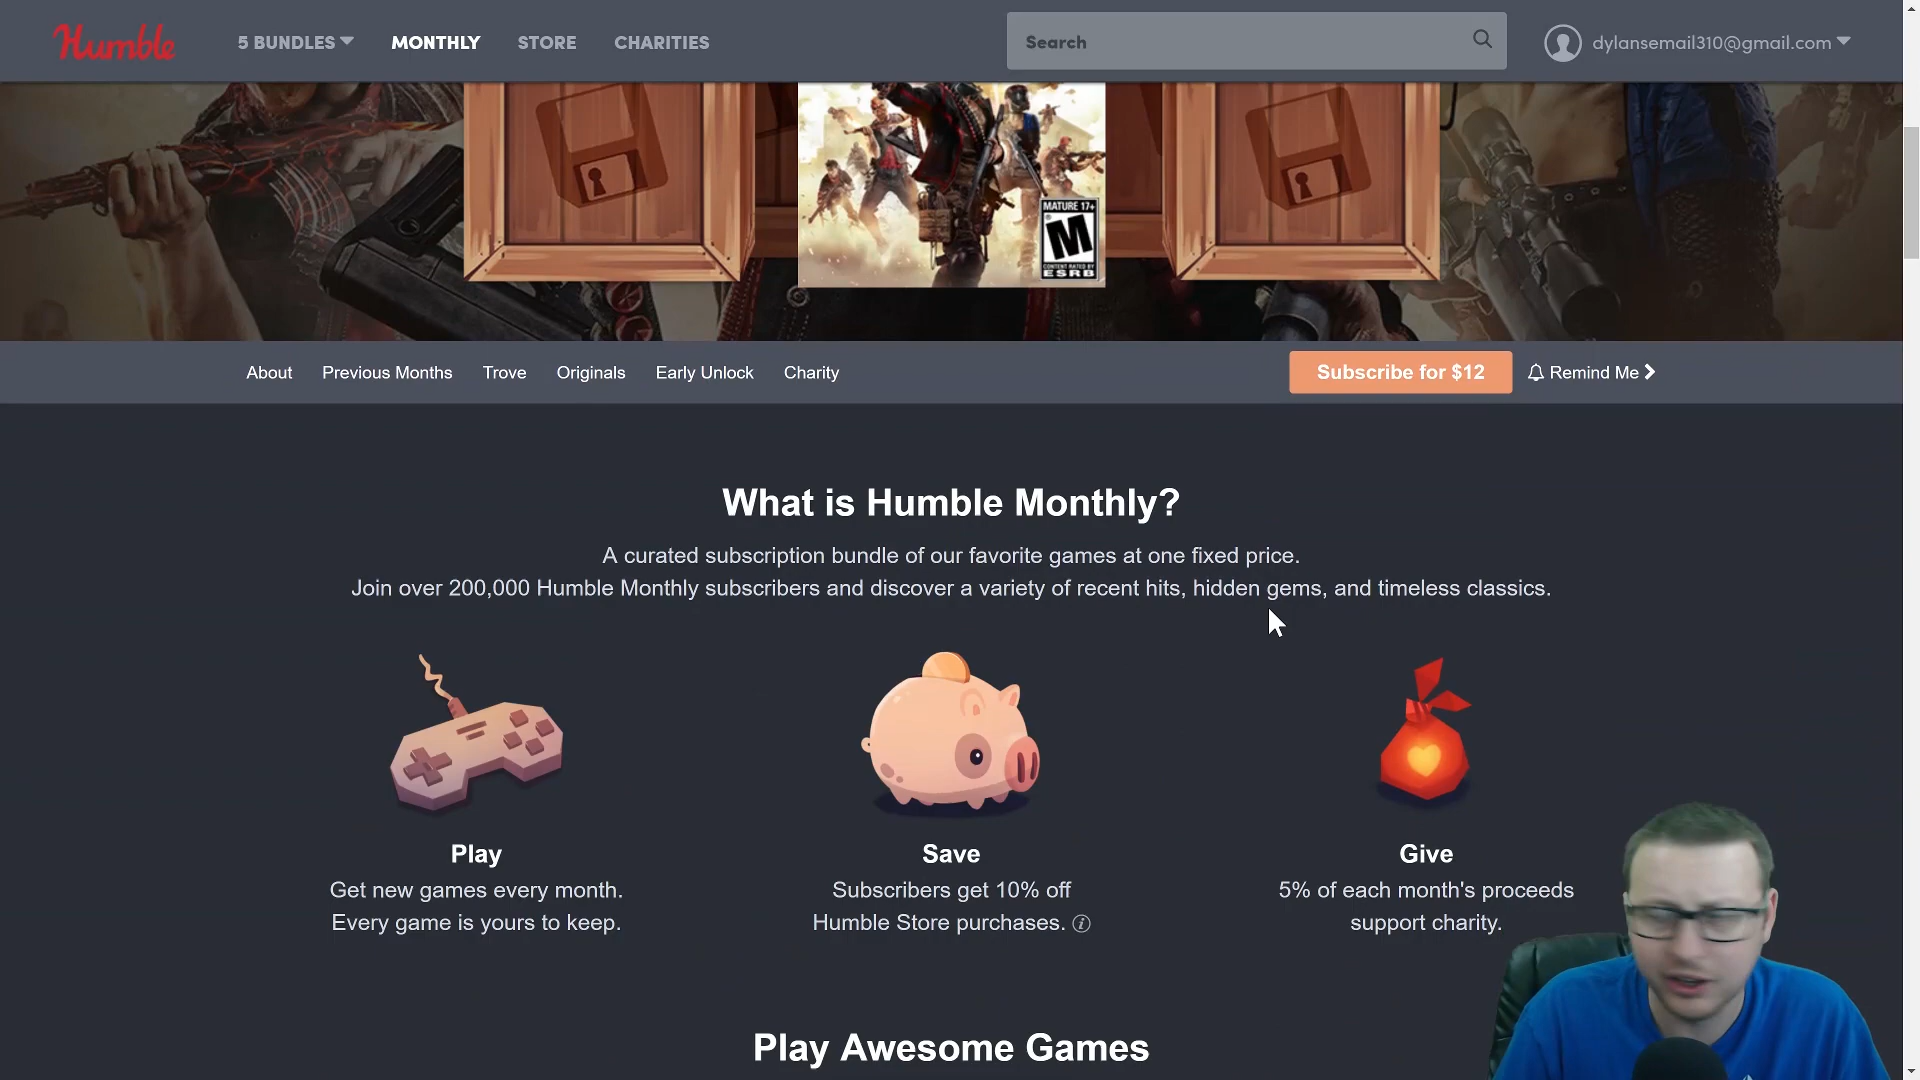 Humble
5 BUNDLES
MONTHLY
STORE
CHARITIES
Search
dylansemail310@gmail.com
MATURE 17+
M
CONTENT RATED BY
ESRB
About
Previous Months
Trove
Originals
Early Unlock
Charity
Subscribe for $12
Remind Me
What is Humble Monthly?
A curated subscription bundle of our favorite games at one fixed price.
Join over 200,000 Humble Monthly subscribers and discover a variety of recent hits, hidden gems, and timeless classics.
Play
Get new games every month.
Every game is yours to keep.
Save
Subscribers get 10% off
Humble Store purchases.
Give
5% of each month's proceeds
support charity.
Play Awesome Games